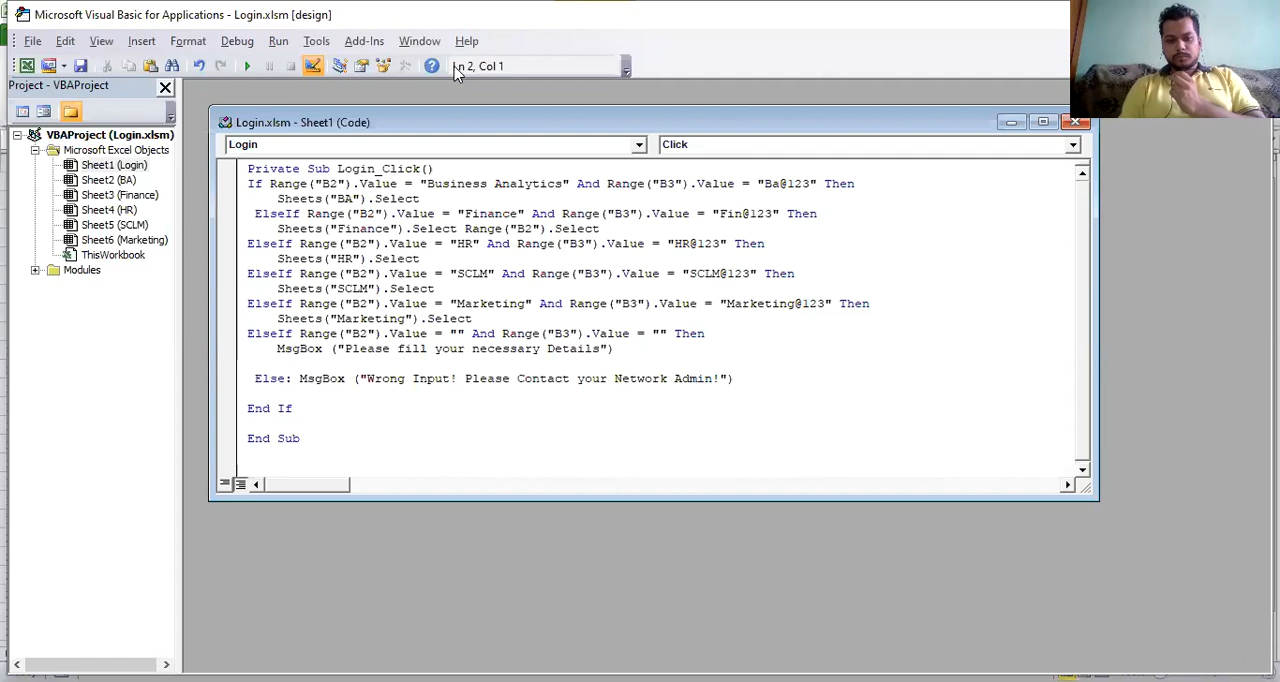 Microsoft Visual Basic for Applications - Login.xlsm [design]
File Edit View Insert Format Debug Run Tools Add-Ins Window Help
Ln 2, Col 1
Project - VBAProject
VBAProject (Login.xlsm)
Microsoft Excel Objects
Sheet1 (Login)
Sheet2 (BA)
Sheet3 (Finance)
Sheet4 (HR)
Sheet5 (SCLM)
Sheet6 (Marketing)
ThisWorkbook
Modules
Login.xlsm - Sheet1 (Code)
Login Click
Private Sub Login_Click()
If Range("B2").Value = "Business Analytics" And Range("B3").Value = "Ba@123" Then
Sheets("BA").Select
ElseIf Range("B2").Value = "Finance" And Range("B3").Value = "Fin@123" Then
Sheets("Finance").Select Range("B2").Select
ElseIf Range("B2").Value = "HR" And Range("B3").Value = "HR@123" Then
Sheets("HR").Select
ElseIf Range("B2").Value = "SCLM" And Range("B3").Value = "SCLM@123" Then
Sheets("SCLM").Select
ElseIf Range("B2").Value = "Marketing" And Range("B3").Value = "Marketing@123" Then
Sheets("Marketing").Select
ElseIf Range("B2").Value = "" And Range("B3").Value = "" Then
MsgBox ("Please fill your necessary Details")
Else: MsgBox ("Wrong Input! Please Contact your Network Admin!")
End If
End Sub